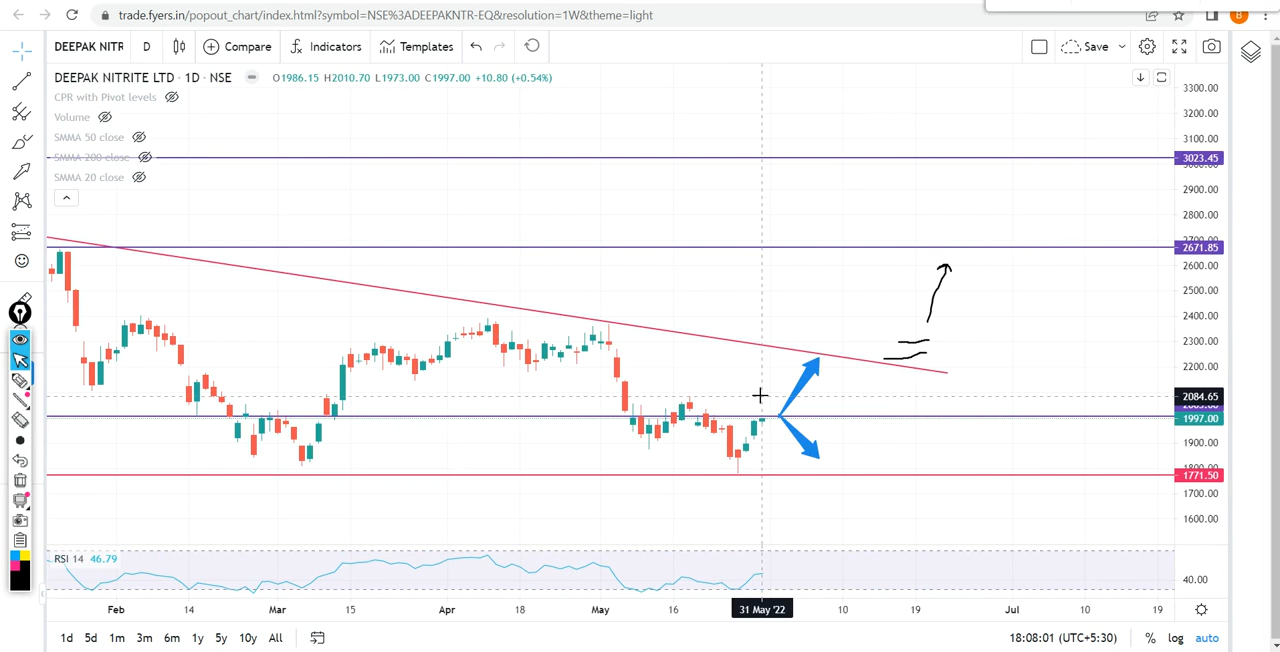 trade.fyers.in/popout_chart/index.html?symbol=NSE%3ADEEPAKNTR-EQ&resolution=1W&theme=light
B
DEEPAK NITR D Compare Indicators Templates Save
DEEPAK NITRITE LTD · 1D · NSE O1986.15 H2010.70 L1973.00 C1997.00 +10.80 (+0.54%)
CPR with Pivot levels
Volume
SMMA 50 close
SMMA 200 close
SMMA 20 close
3300.00
3200.00
3100.00
3023.45
2900.00
2800.00
2700.00
2671.85
2600.00
2500.00
2400.00
2300.00
2200.00
2084.65
1997.00
1900.00
1800.00
1771.50
1700.00
1600.00
RSI 14 46.79
40.00
Feb 14 Mar 15 Apr 18 May 16 31 May '22 10 19 Jul 10 19
1d 5d 1m 3m 6m 1y 5y 10y All 18:08:01 (UTC+5:30) % log auto